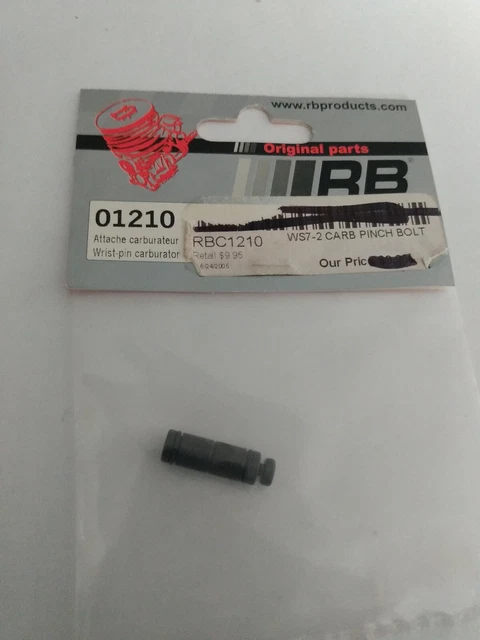 www.rbproducts.com
Original parts
RB
01210
Attache carburateur
Wrist-pin carburator
RBC1210
WS7-2 CARB PINCH BOLT
Retail $9.95
Our Pric